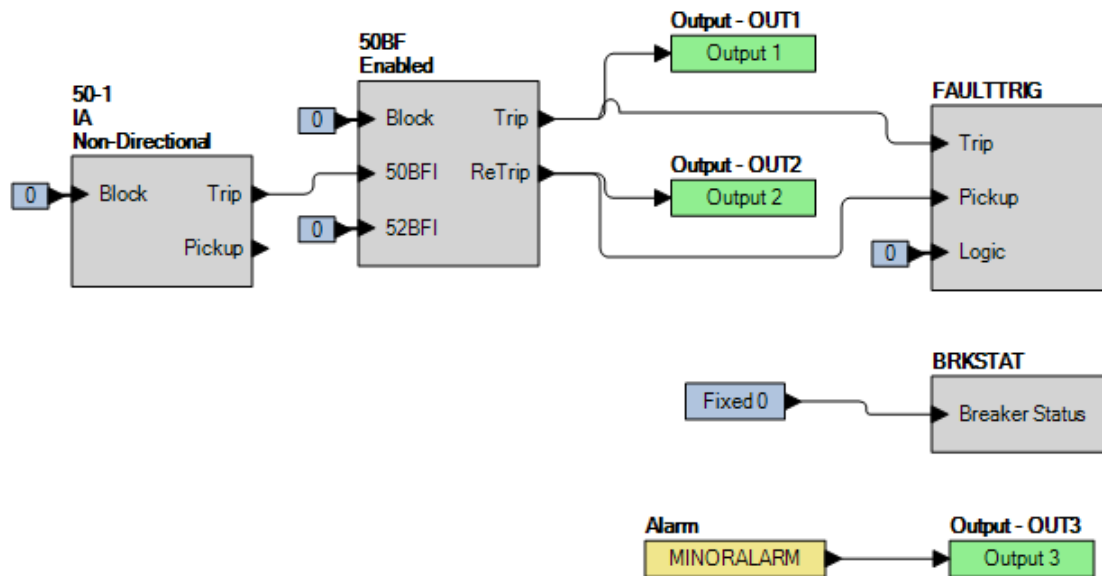 Output - OUT1
Output 1
50BF
Enabled
0
Block
Trip
50BFI
ReTrip
0
52BFI
50-1
IA
Non-Directional
0
Block
Trip
Pickup
Output - OUT2
Output 2
FAULTTRIG
Trip
Pickup
0
Logic
BRKSTAT
Fixed 0
Breaker Status
Alarm
MINORALARM
Output - OUT3
Output 3